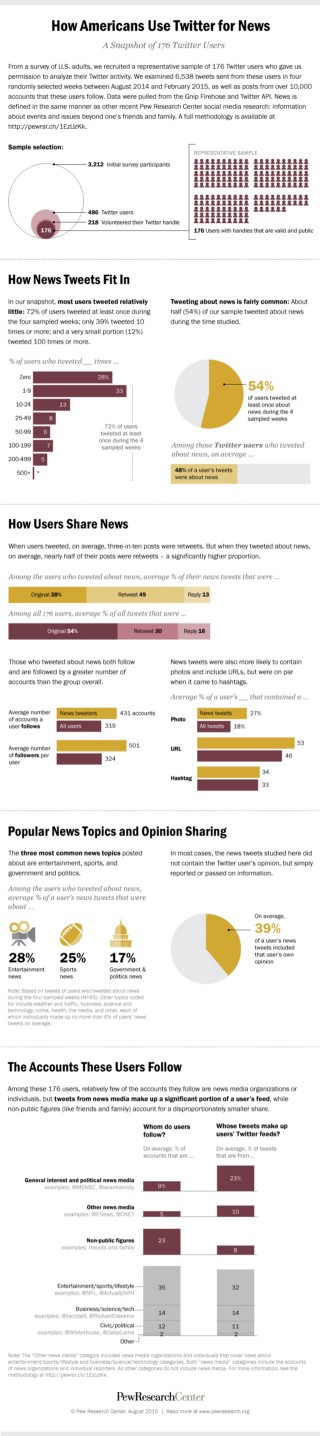 How Americans Use Twitter for News
A Snapshot of 176 Twitter Users
From a survey of U.S. adults, we recruited a representative sample of 176 Twitter users who gave us
permission to analyze their Twitter activity. We examined 6,538 tweets sent from these users in four
randomly selected weeks between August 2014 and February 2015, as well as posts from over 10,000
accounts that these users follow. Data were pulled from the Gnip Firehose and Twitter API. News is
defined in the same manner as other recent Pew Research Center social media research: information
about events and issues beyond one's friends and family. A full methodology is available at
Sample selection:
3,212 Initial survey participants
486 Twitter users
218 Volunteered their Twitter handle
176
REPRESENTATIVE SAMPLE
176 Users with handles that are valid and public
How News Tweets Fit In
In our snapshot, most users tweeted relatively
little: 72% of users tweeted at least once during
the four sampled weeks; only 39% tweeted 10
times or more; and a very small portion (12%)
tweeted 100 or more times.
% of users who tweeted __ times ...
Zero 28%
1-9 33
10-24 13
25-49 8
50-99 6
100-199 7
200-499 5
500+ *
72% of users
tweeted at least
once during the 4
sampled weeks
Tweeting about news is fairly common: About
half (54%) of our sample tweeted about news
during the time studied.
54%
of users tweeted at
least once about
news during the 4
sampled weeks
Among those Twitter users who tweeted
about news, on average ...
48% of a user's tweets
were about news
How Users Share News
When users tweeted, on average, three-in-ten posts were retweets. But when they tweeted about news,
on average, nearly half of their posts were retweets – a significantly higher proportion.
Among the users who tweeted about news, average % of their news tweets that were ...
Original 38% Retweet 49 Reply 13
Among all 176 users, average % of all tweets that were ...
Original 54% Retweet 30 Reply 16
Those who tweeted about news both follow
and are followed by a greater number of
accounts than the group overall.
Average number
of accounts a
user follows
News tweeters 431 accounts
All users 319
Average number
of followers per
user
501
324
News tweets were also more likely to contain
photos and include URLs, but were on par
when it came to hashtags.
Average % of a user's __ that contained a ...
Photo
News tweets 27%
All tweets 18%
URL
53
46
Hashtag
34
33
Popular News Topics and Opinion Sharing
The three most common news topics posted
about are entertainment, sports, and
government and politics.
Among the users who tweeted about news,
average % of a user's news tweets that were
about ...
28%
Entertainment
news
25%
Sports
news
17%
Government &
politics news
Note: Based on tweets of users who tweeted about news
during the four sampled weeks (N=95). Other topics coded
for include weather and traffic, business, science and
technology, crime, health, the media, and other, each of
which individually made up no more than 6% of users' news
tweets on average.
In most cases, the news tweets studied here did
not contain the Twitter user's opinion, but simply
reported or passed on information.
On average,
39%
of a user's news
tweets included
that user's own
opinion
The Accounts These Users Follow
Among these 176 users, relatively few of the accounts they follow are news media organizations or
individuals, but tweets from news media make up a significant portion of a user's feed, while
non-public figures (like friends and family) account for a disproportionately smaller share.
Whom do users
follow?
On average, % of
accounts that are ...
Whose tweets make up
users' Twitter feeds?
On average, % of tweets
that are from ...
General interest and political news media
examples: @MSNBC, @seanhannity
9%
23%
Other news media
examples: @ENews, @CNET
5
10
Non-public figures
examples: friends and family
23
8
Entertainment/sports/lifestyle
examples: @NFL, @ActuallyNPH
35
32
Business/science/tech
examples: @tacobell, @RichardDawkins
14
14
Civic/political
examples: @WhiteHouse, @DalaiLama
12
11
Other
2
2
Note: The "Other news media" category includes news media organizations and individuals that cover news about
entertainment/sports/lifestyle and business/science/technology categories. Both "news media" categories include the accounts
of news organizations and individual reporters. All other categories do not include news media. For more information, see the
PewResearchCenter
© Pew Research Center, August 2015 | Read more at www.pewresearch.org